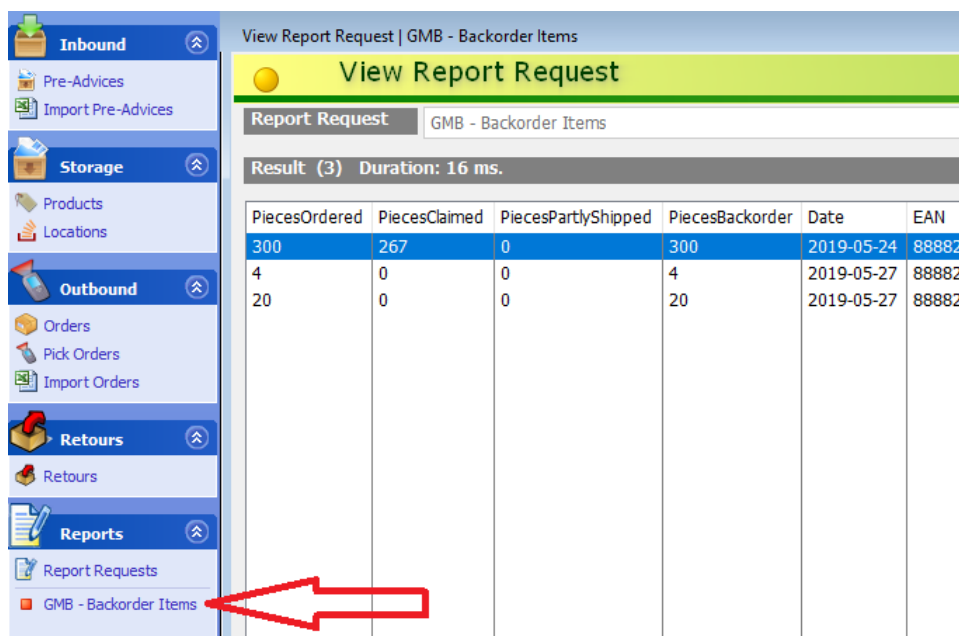 Inbound
Pre-Advices
Import Pre-Advices
Storage
Products
Locations
Outbound
Orders
Pick Orders
Import Orders
Retours
Retours
Reports
Report Requests
GMB - Backorder Items
View Report Request | GMB - Backorder Items
View Report Request
Report Request GMB - Backorder Items
Result (3) Duration: 16 ms.
PiecesOrdered PiecesClaimed PiecesPartlyShipped PiecesBackorder Date EAN
300 267 0 300 2019-05-24 88882
4 0 0 4 2019-05-27 88882
20 0 0 20 2019-05-27 88882